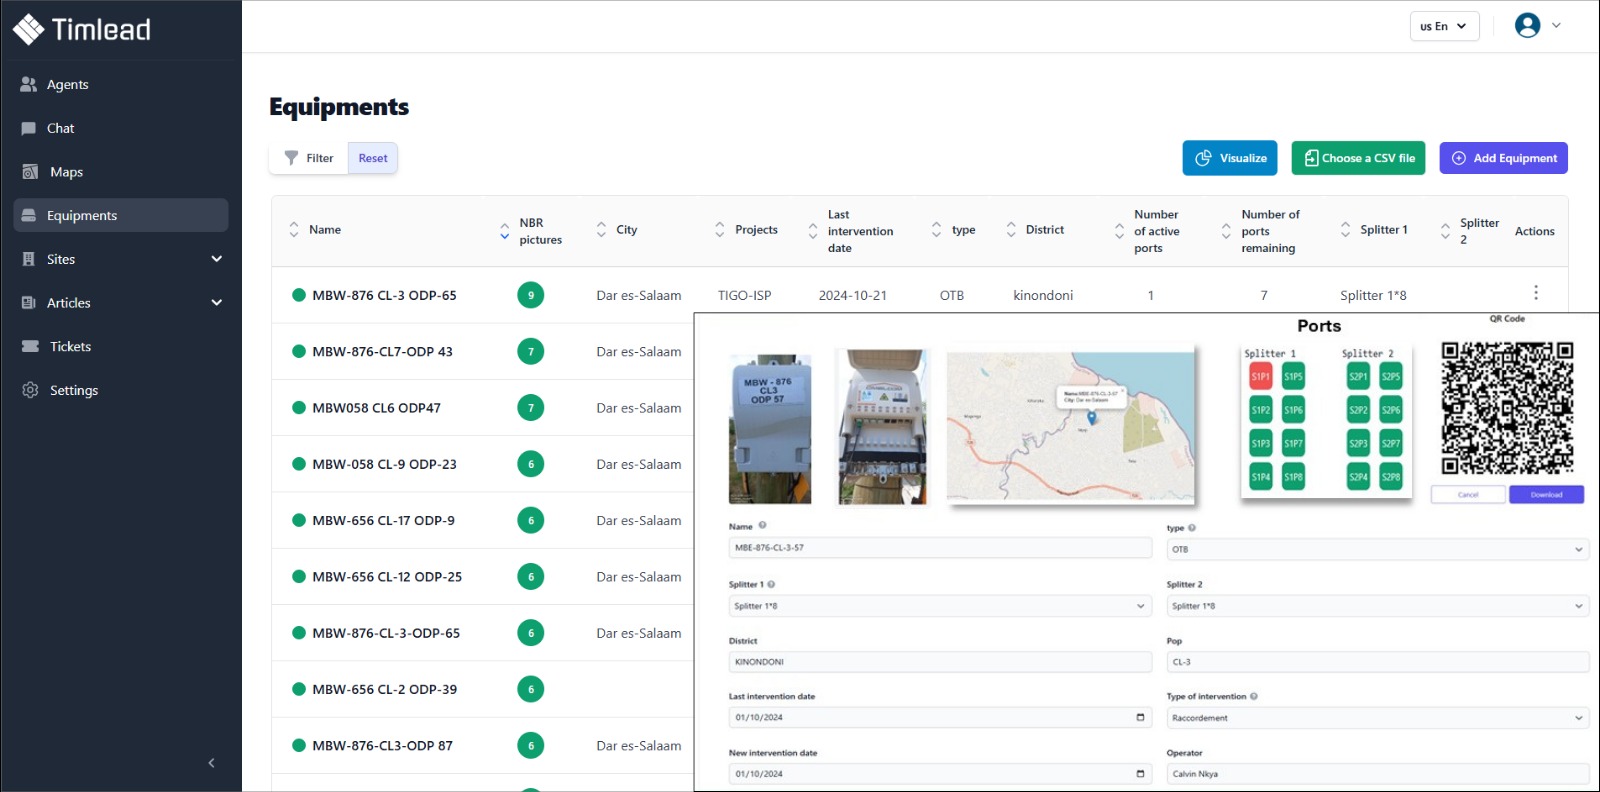 Timlead
us En
Agents
Chat
Maps
Equipments
Sites
Articles
Tickets
Settings
Equipments
Filter
Reset
Visualize
Choose a CSV file
Add Equipment
Name
NBR pictures
City
Projects
Last intervention date
type
District
Number of active ports
Number of ports remaining
Splitter 1
Splitter 2
Actions
MBW-876 CL-3 ODP-65 9 Dar es-Salaam TIGO-ISP 2024-10-21 OTB kinondoni 1 7 Splitter 1*8
MBW-876-CL7-ODP 43 7 Dar es-Salaam
MBW058 CL6 ODP47 7 Dar es-Salaam
MBW-058 CL-9 ODP-23 6 Dar es-Salaam
MBW-656 CL-17 ODP-9 6 Dar es-Salaam
MBW-656 CL-12 ODP-25 6 Dar es-Salaam
MBW-876-CL-3-ODP-65 6 Dar es-Salaam
MBW-656 CL-2 ODP-39 6
MBW-876-CL3-ODP 87 6 Dar es-Salaam
MBW - 876
CL3
ODP 57
Name:MBE-876-CL-3-57
City: Dar es-Salaam
Ports
Splitter 1 Splitter 2
S1P1 S1P5 S2P1 S2P5
S1P2 S1P6 S2P2 S2P6
S1P3 S1P7 S2P3 S2P7
S1P4 S1P8 S2P4 S2P8
QR Code
Cancel
Download
Name
MBE-876-CL-3-57
type
OTB
Splitter 1
Splitter 1*8
Splitter 2
Splitter 1*8
District
KINONDONI
Pop
CL-3
Last intervention date
01/10/2024
Type of intervention
Raccordement
New intervention date
01/10/2024
Operator
Calvin Nkya